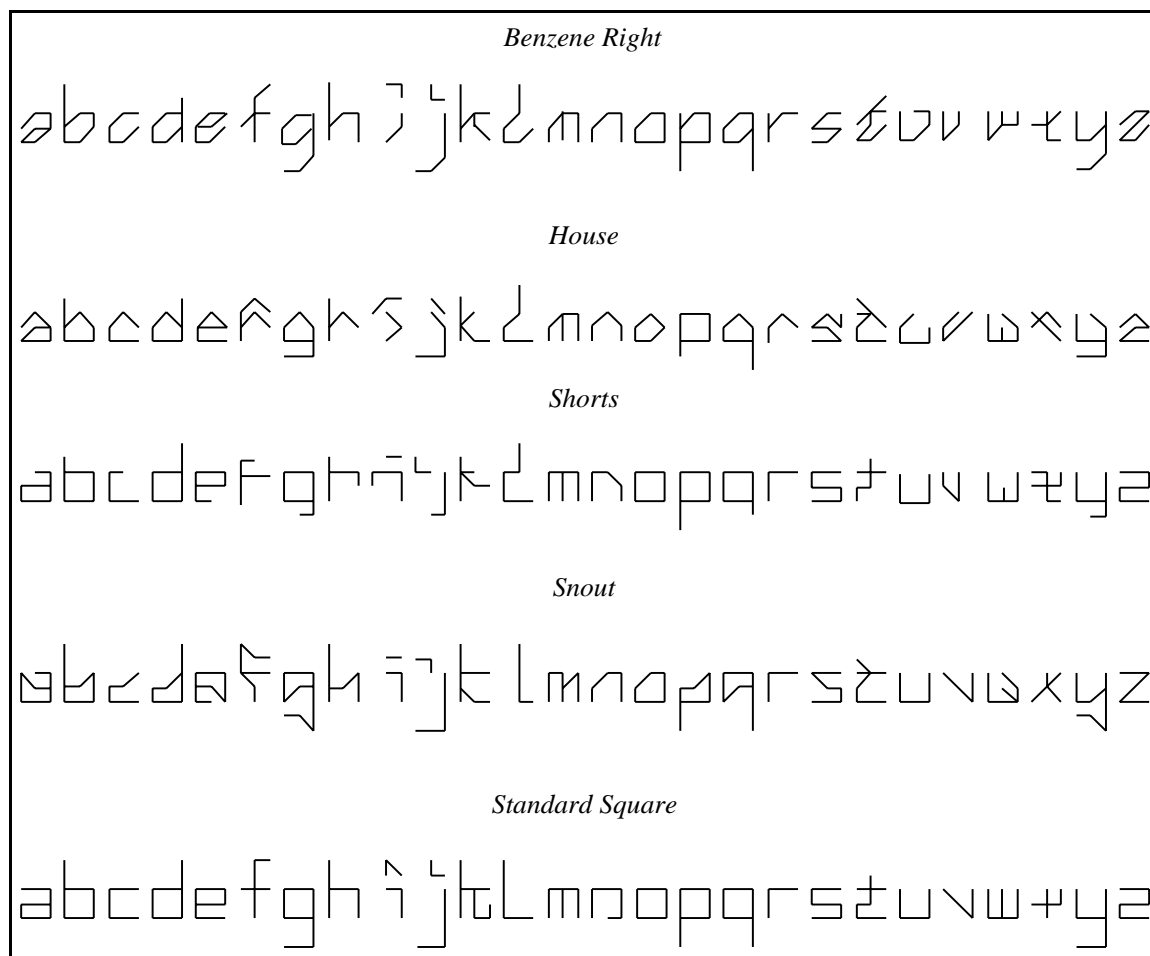 Benzene Right
abcdefghijklmnopqrstuvwxyz
House
abcdefghijklmnopqrstuvwxyz
Shorts
abcdefghijklmnopqrstuvwxyz
Snout
abcdefghijklmnopqrstuvwxyz
Standard Square
abcdefghijklmnopqrstuvwxyz